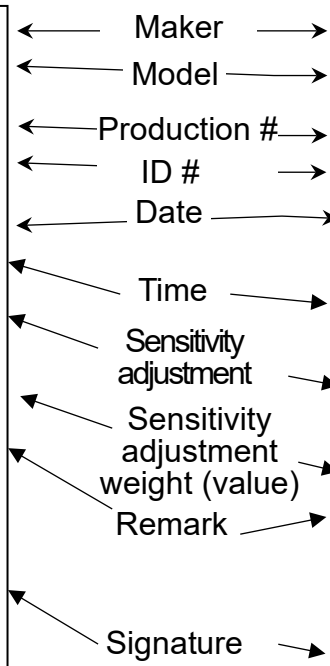 Maker
Model
Production #
ID #
Date
Time
Sensitivity
adjustment
Sensitivity
adjustment
weight (value)
Remark
Signature